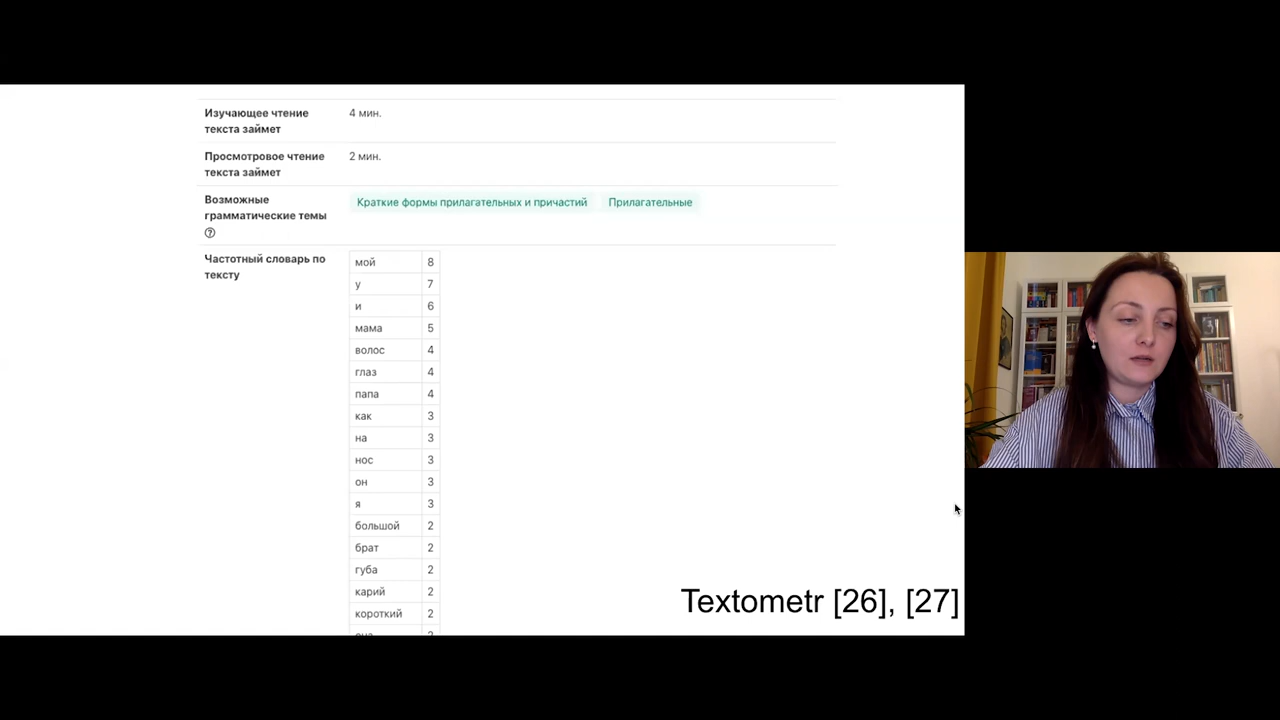 Изучающее чтение
текста займет
4 мин.
Просмотровое чтение
текста займет
2 мин.
Возможные
грамматические темы
Краткие формы прилагательных и причастий
Прилагательные
Частотный словарь по
тексту
мой 8
у 7
и 6
мама 5
волос 4
глаз 4
папа 4
как 3
на 3
нос 3
он 3
я 3
большой 2
брат 2
губа 2
карий 2
короткий 2
Textometr [26], [27]